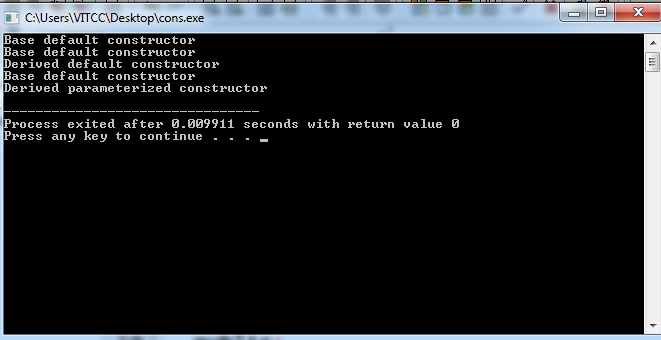 C:\Users\VITCC\Desktop\cons.exe
Base default constructor
Base default constructor
Derived default constructor
Base default constructor
Derived parameterized constructor
--------------------------------
Process exited after 0.009911 seconds with return value 0
Press any key to continue . . . _